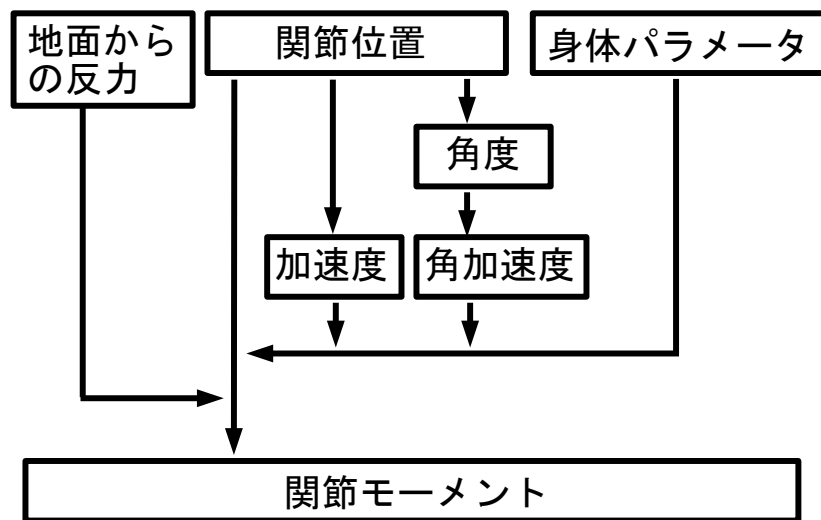 地面から
の反力
関節位置
身体パラメータ
角度
加速度
角加速度
関節モーメント